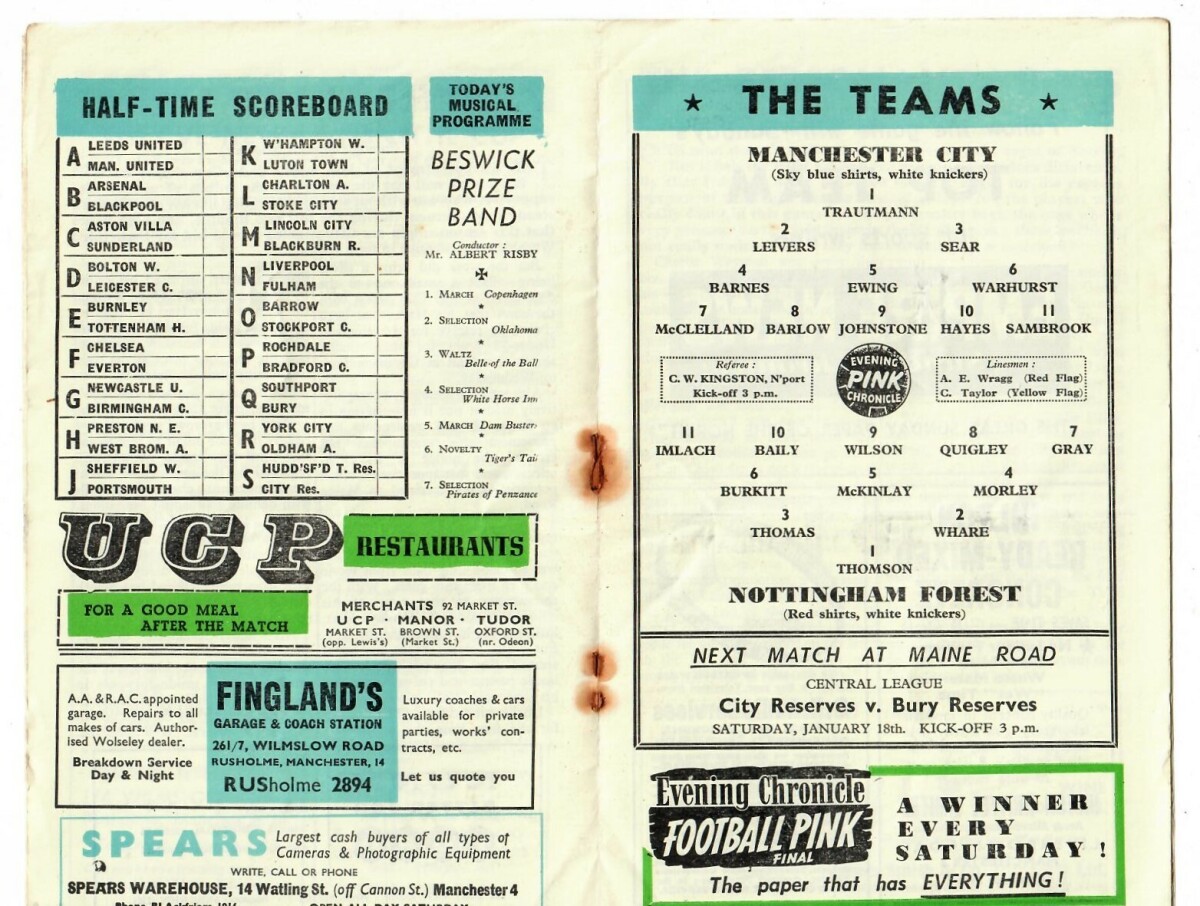 HALF-TIME SCOREBOARD
A LEEDS UNITED
MAN. UNITED
B ARSENAL
BLACKPOOL
C ASTON VILLA
SUNDERLAND
D BOLTON W.
LEICESTER C.
E BURNLEY
TOTTENHAM H.
F CHELSEA
EVERTON
G NEWCASTLE U.
BIRMINGHAM C.
H PRESTON N. E.
WEST BROM. A.
J SHEFFIELD W.
PORTSMOUTH
K W'HAMPTON W.
LUTON TOWN
L CHARLTON A.
STOKE CITY
M LINCOLN CITY
BLACKBURN R.
N LIVERPOOL
FULHAM
O BARROW
STOCKPORT C.
P ROCHDALE
BRADFORD C.
Q SOUTHPORT
BURY
R YORK CITY
OLDHAM A.
S HUDD'SF'D T. Res.
CITY Res.
TODAY'S
MUSICAL
PROGRAMME
BESWICK
PRIZE
BAND
Conductor :
Mr. ALBERT RISBY
1. MARCH Copenhagen
2. SELECTION
Oklahoma
3. WALTZ
Belle of the Ball
4. SELECTION
White Horse Inn
5. MARCH Dam Busters
6. NOVELTY
Tiger's Tail
7. SELECTION
Pirates of Penzance
UCP RESTAURANTS
FOR A GOOD MEAL
AFTER THE MATCH
MERCHANTS 92 MARKET ST.
UCP · MANOR · TUDOR
MARKET ST. BROWN ST. OXFORD ST.
(opp. Lewis's) (Market St.) (nr. Odeon)
A.A. & R.A.C. appointed
garage. Repairs to all
makes of cars. Author-
ised Wolseley dealer.
Breakdown Service
Day & Night
FINGLAND'S
GARAGE & COACH STATION
261/7, WILMSLOW ROAD
RUSHOLME, MANCHESTER, 14
RUSholme 2894
Luxury coaches & cars
available for private
parties, works' con-
tracts, etc.
Let us quote you
SPEARS Largest cash buyers of all types of
Cameras & Photographic Equipment
WRITE, CALL OR PHONE
SPEARS WAREHOUSE, 14 Watling St. (off Cannon St.) Manchester 4
OPEN ALL DAY SATURDAY
★ THE TEAMS ★
MANCHESTER CITY
(Sky blue shirts, white knickers)
1
TRAUTMANN
2 3
LEIVERS SEAR
4 5 6
BARNES EWING WARHURST
7 8 9 10 11
McCLELLAND BARLOW JOHNSTONE HAYES SAMBROOK
Referee :
C. W. KINGSTON, N'port
Kick-off 3 p.m.
EVENING
PINK
CHRONICLE
Linesmen :
A. E. Wragg (Red Flag)
C. Taylor (Yellow Flag)
11 10 9 8 7
IMLACH BAILY WILSON QUIGLEY GRAY
6 5 4
BURKITT McKINLAY MORLEY
3 2
THOMAS WHARE
1
THOMSON
NOTTINGHAM FOREST
(Red shirts, white knickers)
NEXT MATCH AT MAINE ROAD
CENTRAL LEAGUE
City Reserves v. Bury Reserves
SATURDAY, JANUARY 18th. KICK-OFF 3 p.m.
Evening Chronicle
FOOTBALL PINK
FINAL
A WINNER
EVERY
SATURDAY !
The paper that has EVERYTHING !